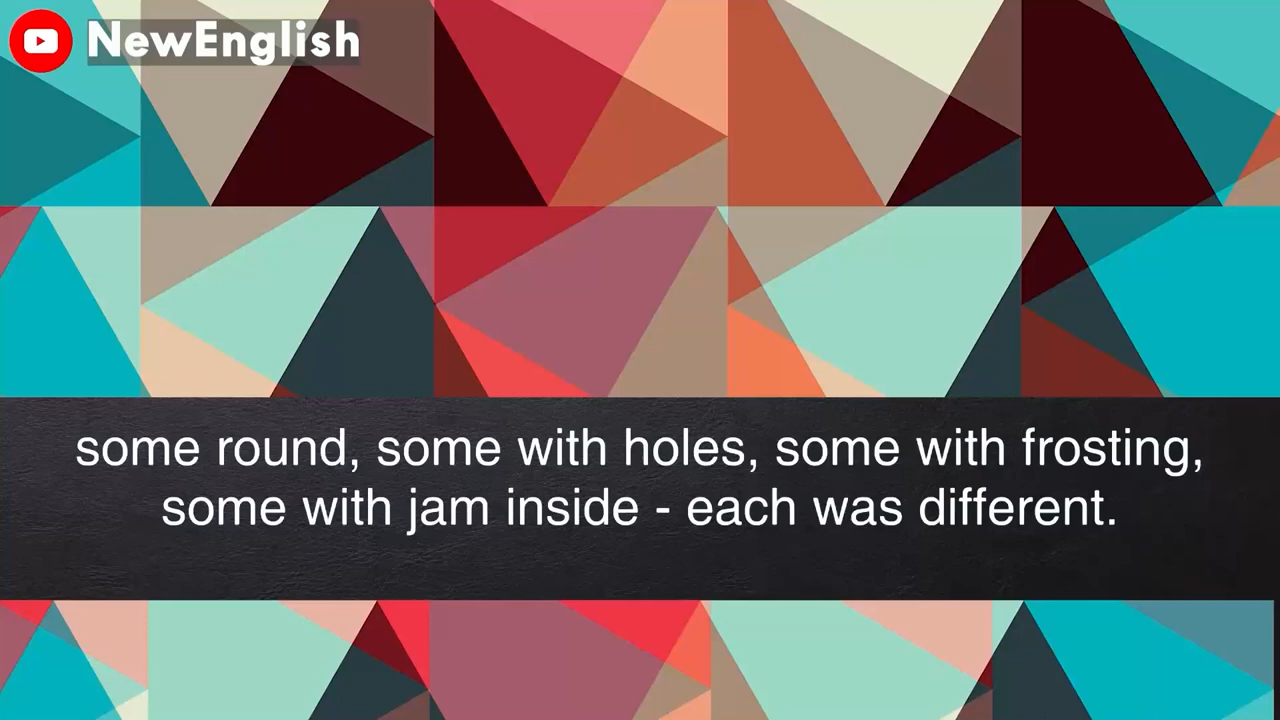 NewEnglish
some round, some with holes, some with frosting,
some with jam inside - each was different.